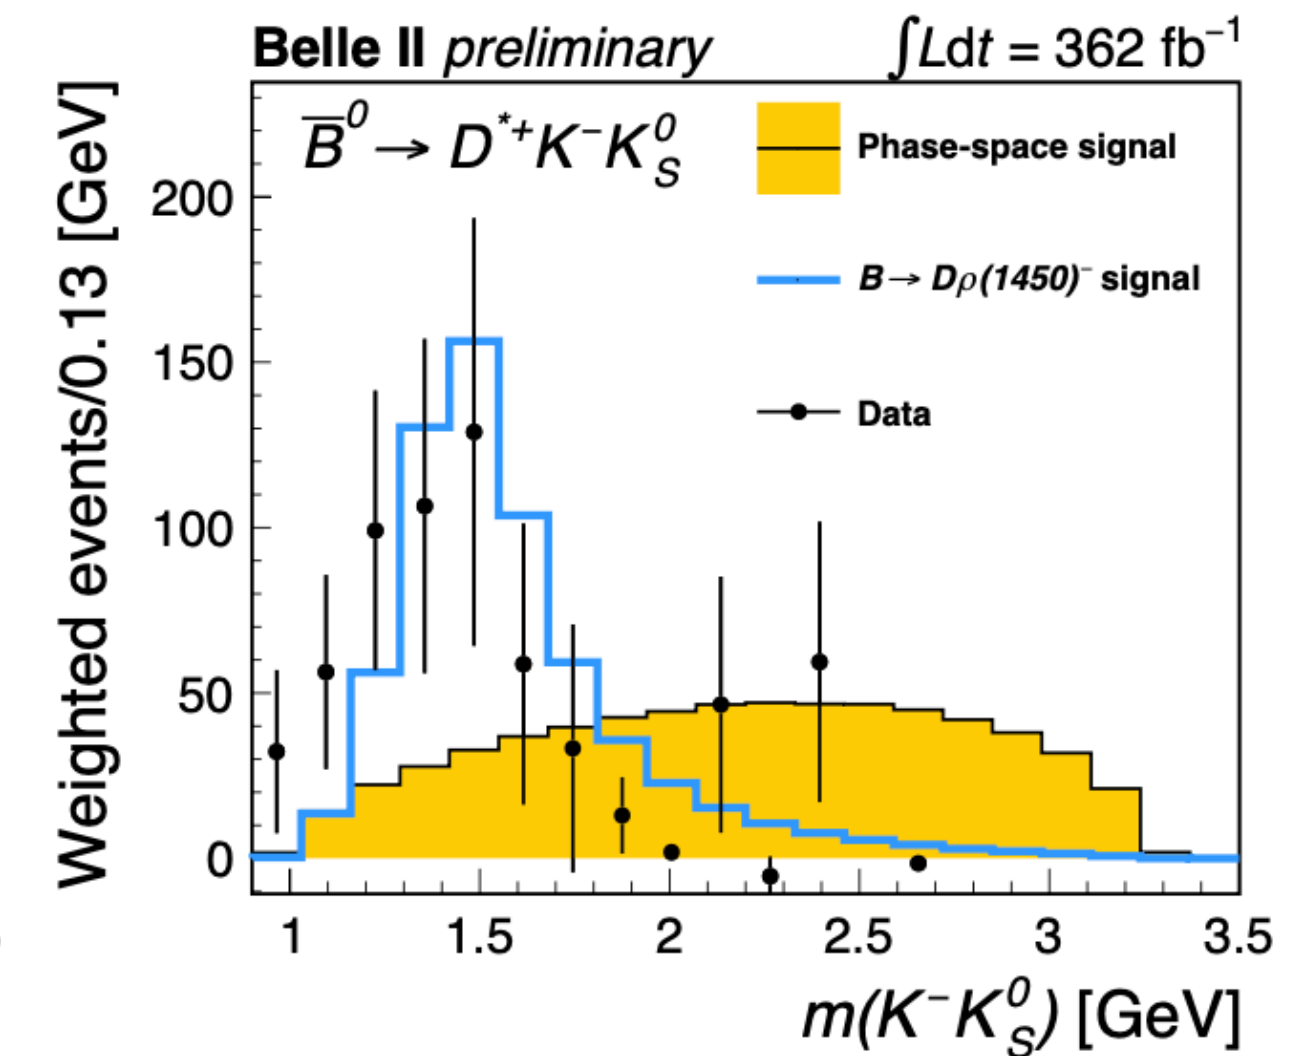 Belle II preliminary ∫Ldt = 362 fb⁻¹
B̅⁰ → D*⁺K⁻K⁰S
Phase-space signal
B → Dρ(1450)⁻ signal
Data
Weighted events/0.13 [GeV]
200
150
100
50
0
1 1.5 2 2.5 3 3.5
m(K⁻K⁰S) [GeV]